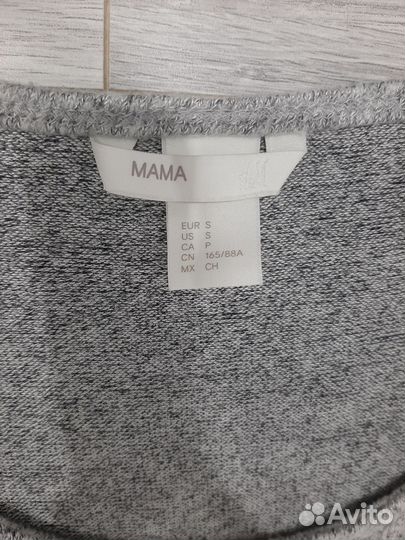 MAMA
EUR S
US S
CA P
CN 165/88A
MX CH
Avito